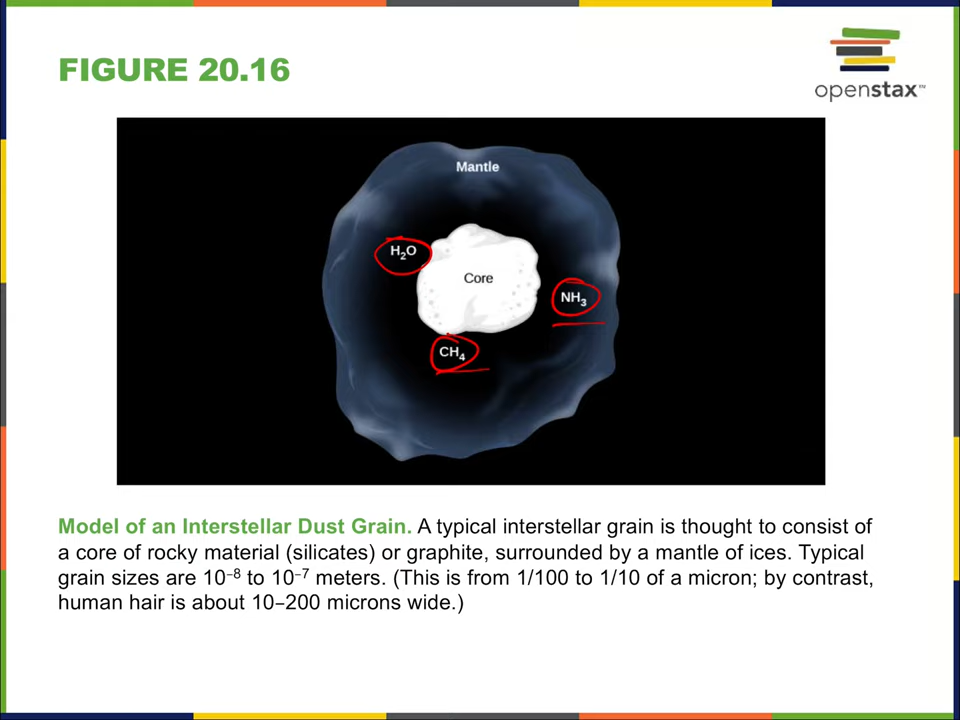 FIGURE 20.16
openstax™
Mantle
H₂O
Core
NH₃
CH₄
Model of an Interstellar Dust Grain. A typical interstellar grain is thought to consist of
a core of rocky material (silicates) or graphite, surrounded by a mantle of ices. Typical
grain sizes are 10⁻⁸ to 10⁻⁷ meters. (This is from 1/100 to 1/10 of a micron; by contrast,
human hair is about 10–200 microns wide.)